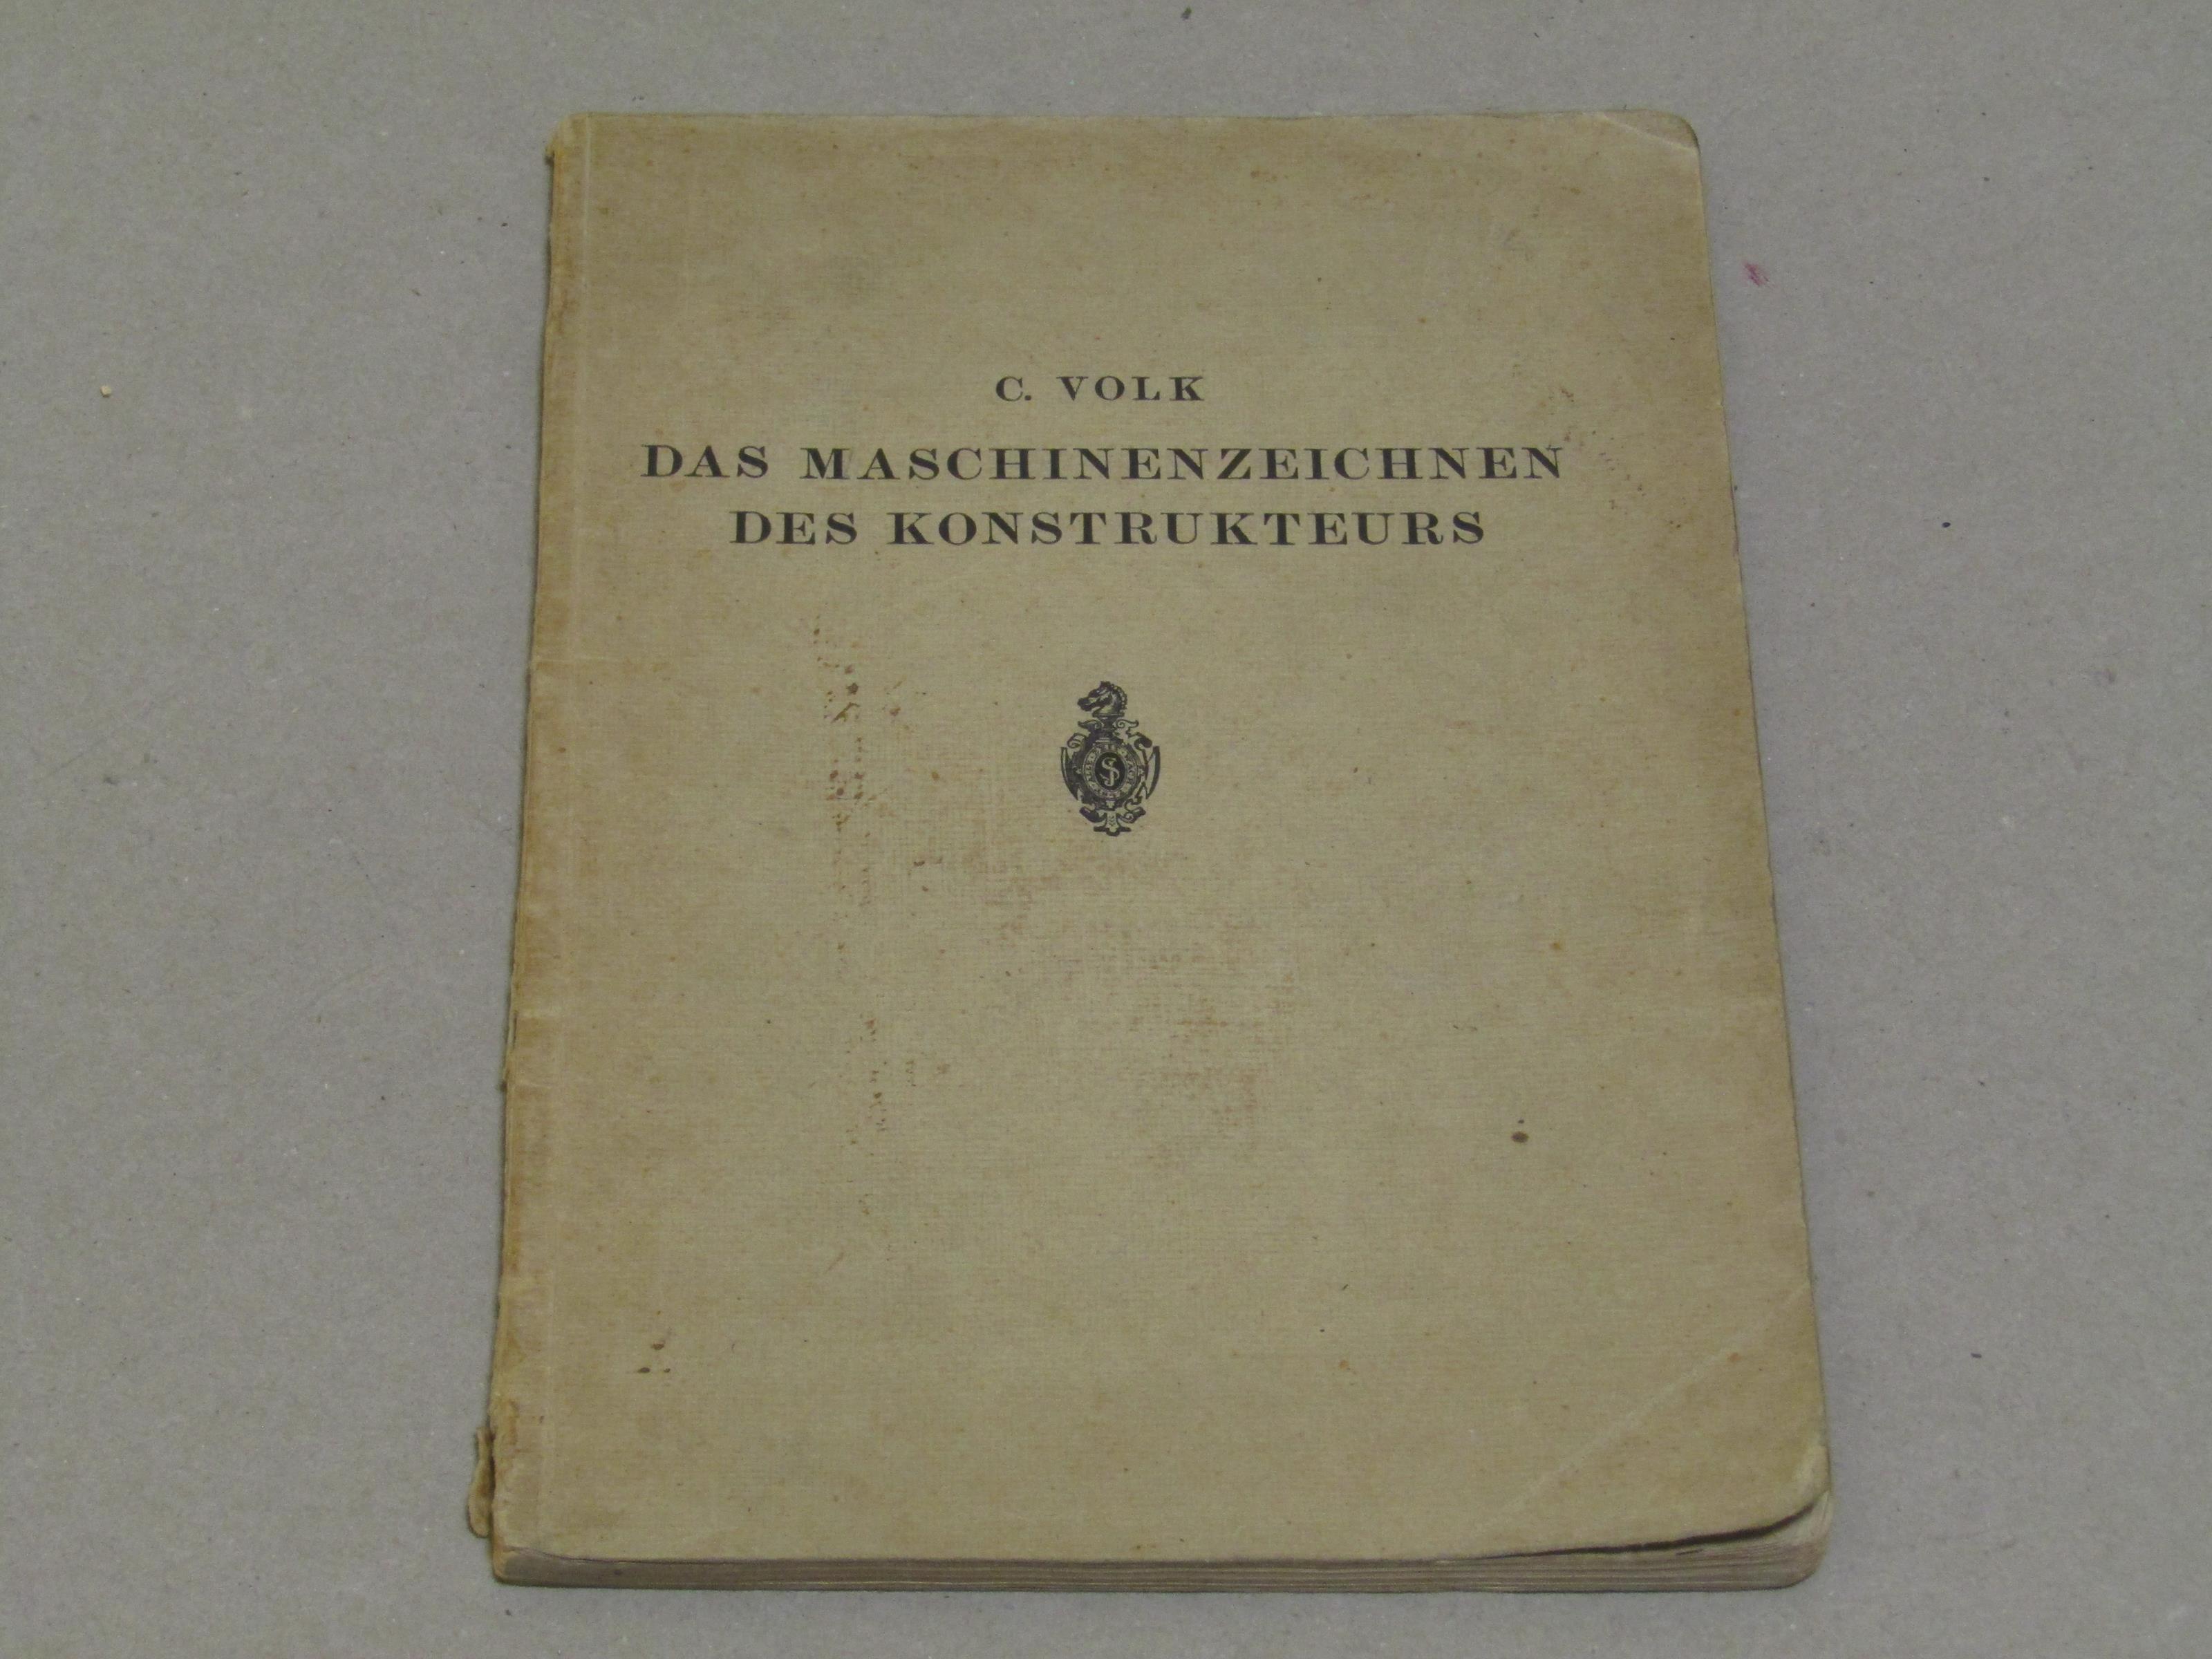 C. VOLK
DAS MASCHINENZEICHNEN
DES KONSTRUKTEURS